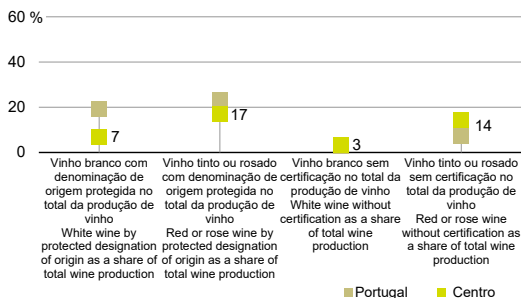 60 %
40
20
0
7
17
3
14
Vinho branco com
denominação de
origem protegida no
total da produção de
vinho
White wine by
protected designation
of origin as a share of
total wine production
Vinho tinto ou rosado
com denominação de
origem protegida no
total da produção de
vinho
Red or rose wine by
protected designation
of origin as a share of
total wine production
Vinho branco sem
certificação no total da
produção de vinho
White wine without
certification as a share
of total wine
production
Vinho tinto ou rosado
sem certificação no
total da produção de
vinho
Red or rose wine
without certification as
a share of total wine
production
Portugal
Centro